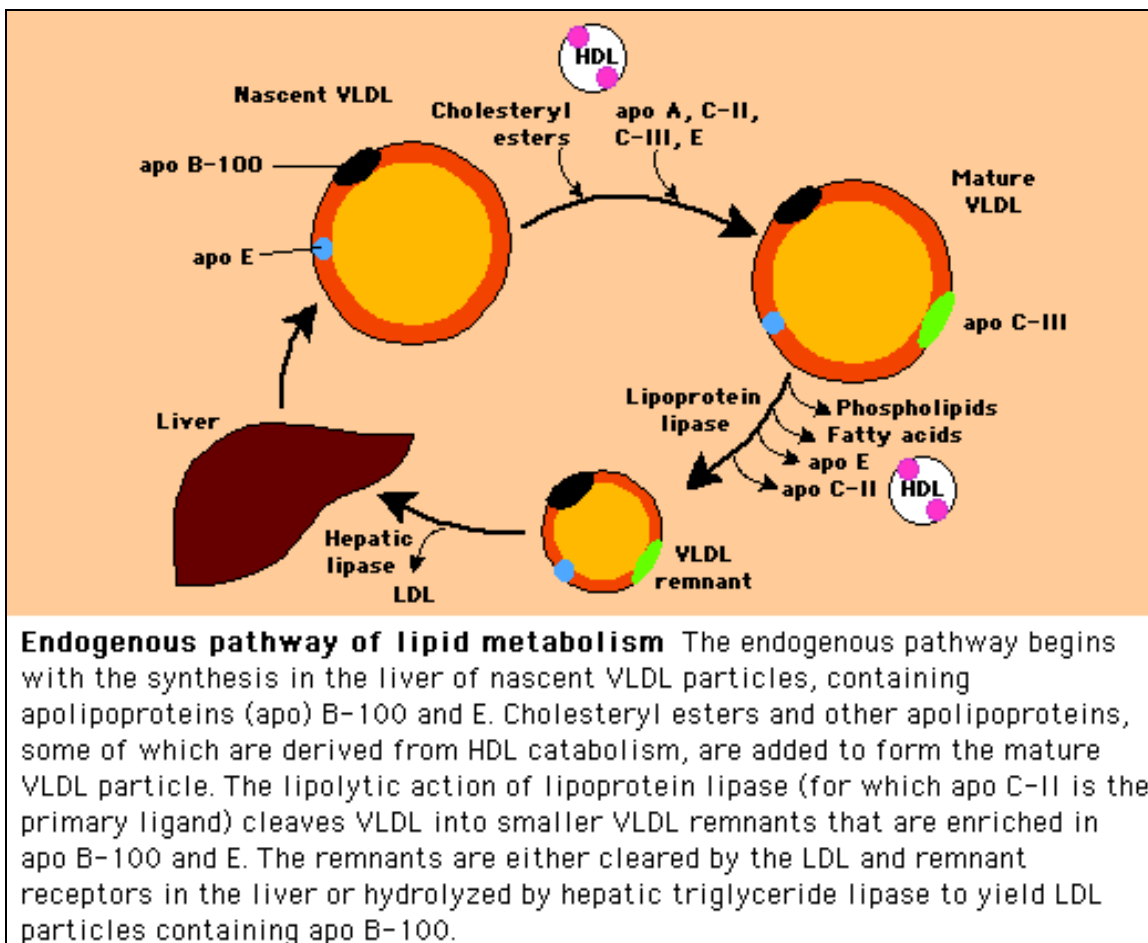 HDL
Nascent VLDL
Cholesteryl
esters
apo A, C-II,
C-III, E
apo B-100
Mature
VLDL
apo E
apo C-III
Lipoprotein
lipase
Phospholipids
Fatty acids
apo E
apo C-II
HDL
Liver
Hepatic
lipase
LDL
VLDL
remnant
Endogenous pathway of lipid metabolism The endogenous pathway begins
with the synthesis in the liver of nascent VLDL particles, containing
apolipoproteins (apo) B-100 and E. Cholesteryl esters and other apolipoproteins,
some of which are derived from HDL catabolism, are added to form the mature
VLDL particle. The lipolytic action of lipoprotein lipase (for which apo C-II is the
primary ligand) cleaves VLDL into smaller VLDL remnants that are enriched in
apo B-100 and E. The remnants are either cleared by the LDL and remnant
receptors in the liver or hydrolyzed by hepatic triglyceride lipase to yield LDL
particles containing apo B-100.